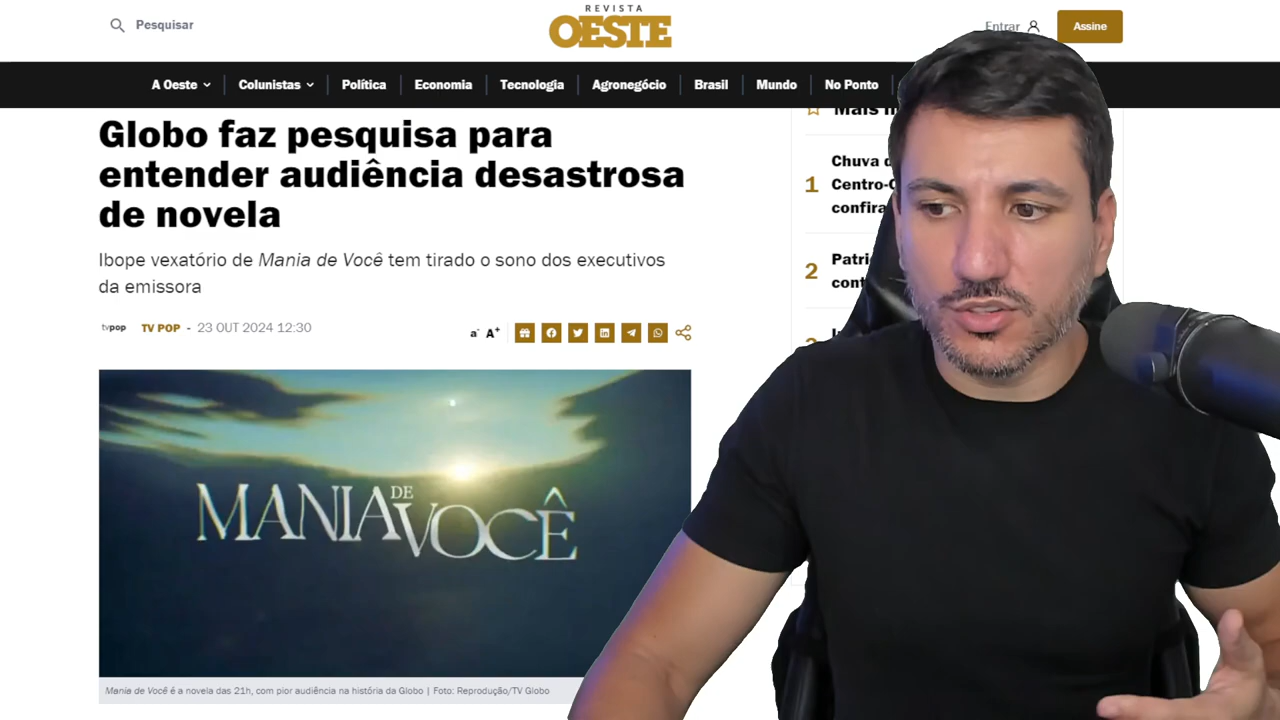 Pesquisar
REVISTA
OESTE
Entrar
Assine
A Oeste
Colunistas
Política
Economia
Tecnologia
Agronegócio
Brasil
Mundo
No Ponto
Globo faz pesquisa para
entender audiência desastrosa
de novela
Ibope vexatório de Mania de Você tem tirado o sono dos executivos
da emissora
tvpop
TV POP - 23 OUT 2024 12:30
a- A+
MANIA DE VOCÊ
Mania de Você é a novela das 21h, com pior audiência na história da Globo | Foto: Reprodução/TV Globo
Mais
1
Chuva
confira
2